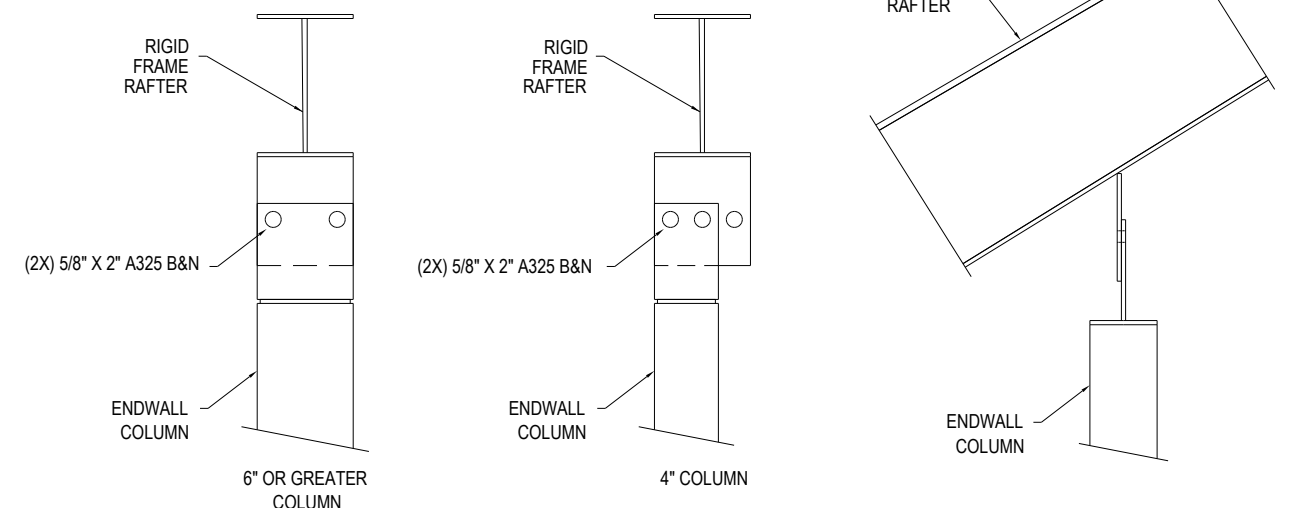 RIGID
FRAME
RAFTER
(2X) 5/8" X 2" A325 B&N
ENDWALL
COLUMN
6" OR GREATER
COLUMN
RIGID
FRAME
RAFTER
(2X) 5/8" X 2" A325 B&N
ENDWALL
COLUMN
4" COLUMN
RAFTER
ENDWALL
COLUMN